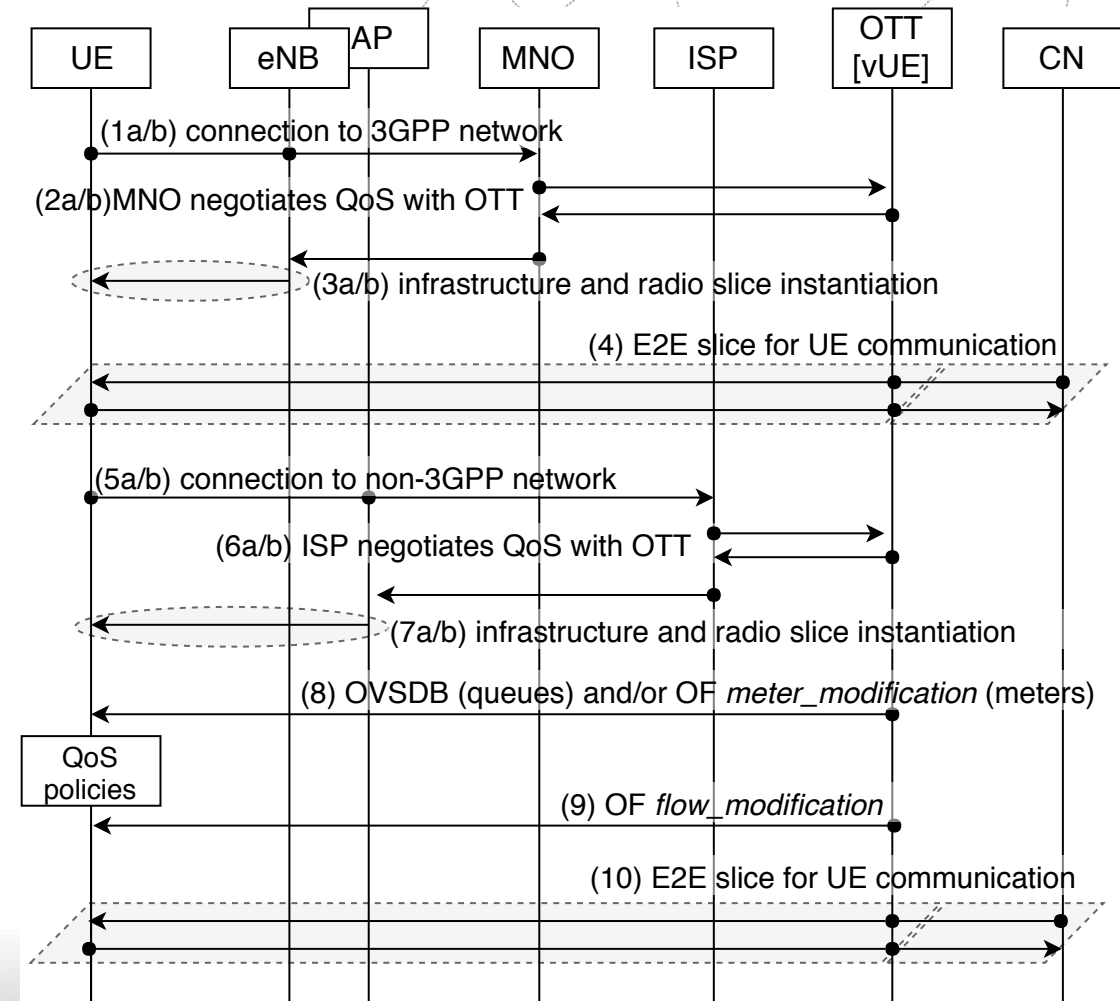 UE
eNB
AP
MNO
ISP
OTT
[vUE]
CN
(1a/b) connection to 3GPP network
(2a/b)MNO negotiates QoS with OTT
(3a/b) infrastructure and radio slice instantiation
(4) E2E slice for UE communication
(5a/b) connection to non-3GPP network
(6a/b) ISP negotiates QoS with OTT
(7a/b) infrastructure and radio slice instantiation
(8) OVSDB (queues) and/or OF meter_modification (meters)
QoS
policies
(9) OF flow_modification
(10) E2E slice for UE communication